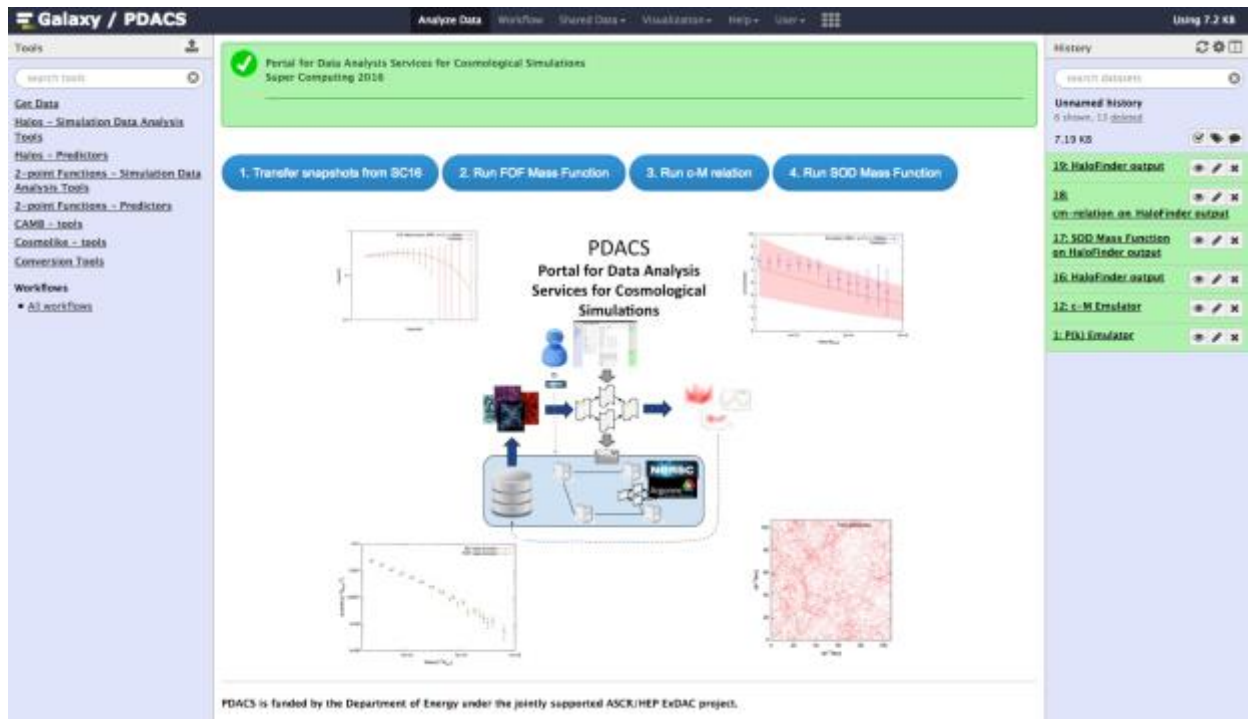 Galaxy / PDACS
Analyze Data Workflow Shared Data Visualization Help User
Using 7.2 KB
Tools
search tools
Get Data
Halos - Simulation Data Analysis
Tools
Halos - Predictors
2-point Functions - Simulation Data
Analysis Tools
2-point Functions - Predictors
CAMB - tools
Cosmolike - tools
Conversion Tools
Workflows
All workflows
Portal for Data Analysis Services for Cosmological Simulations
Super Computing 2016
1. Transfer snapshots from SC16
2. Run FOF Mass Function
3. Run c-M relation
4. Run SOD Mass Function
PDACS
Portal for Data Analysis
Services for Cosmological
Simulations
NERSC
Argonne
PDACS is funded by the Department of Energy under the jointly supported ASCR/HEP ExDAC project.
History
search datasets
Unnamed history
6 shown, 13 deleted
7.19 KB
19: HaloFinder output
18:
cm-relation on HaloFinder output
17: SOD Mass Function
on HaloFinder output
16: HaloFinder output
12: c-M Emulator
1: P(k) Emulator